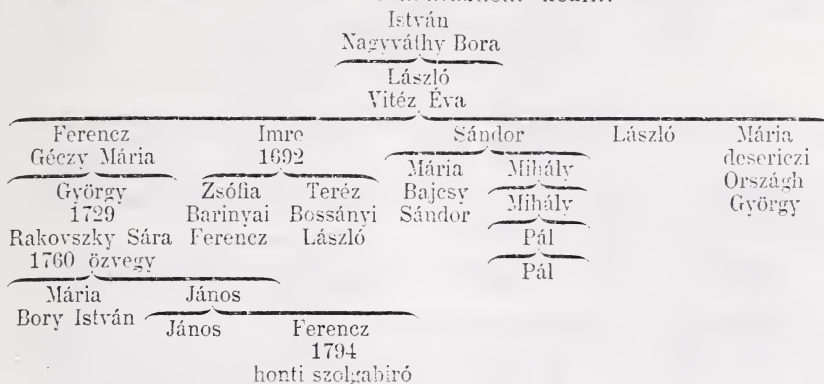 István
Nagyváthy Bora
László
Vitéz Éva
Ferencz Imre Sándor László Mária
Géczy Mária 1692 desericzi
Mária Mihály Országh
György Zsófia Teréz Bajcsy György
1729 Barinyai Bossányi Sándor Mihály
Rakovszky Sára Ferencz László Pál
1760 özvegy
Pál
Mária János
Bory István
János Ferencz
1794
honti szolgabiró